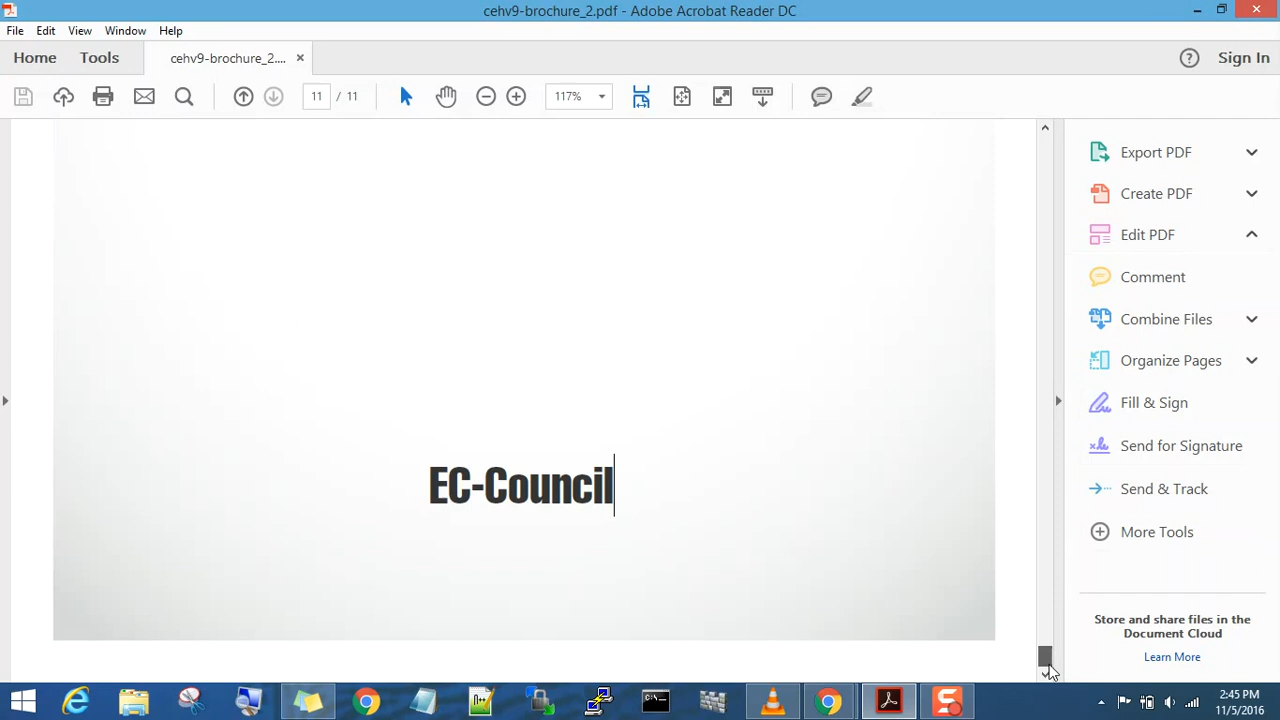 cehv9-brochure_2.pdf - Adobe Acrobat Reader DC
File Edit View Window Help
Home Tools cehv9-brochure_2.... Sign In
11 / 11 117%
Export PDF
Create PDF
Edit PDF
Comment
Combine Files
Organize Pages
Fill & Sign
Send for Signature
Send & Track
More Tools
EC-Council
Store and share files in the
Document Cloud
Learn More
2:45 PM
11/5/2016